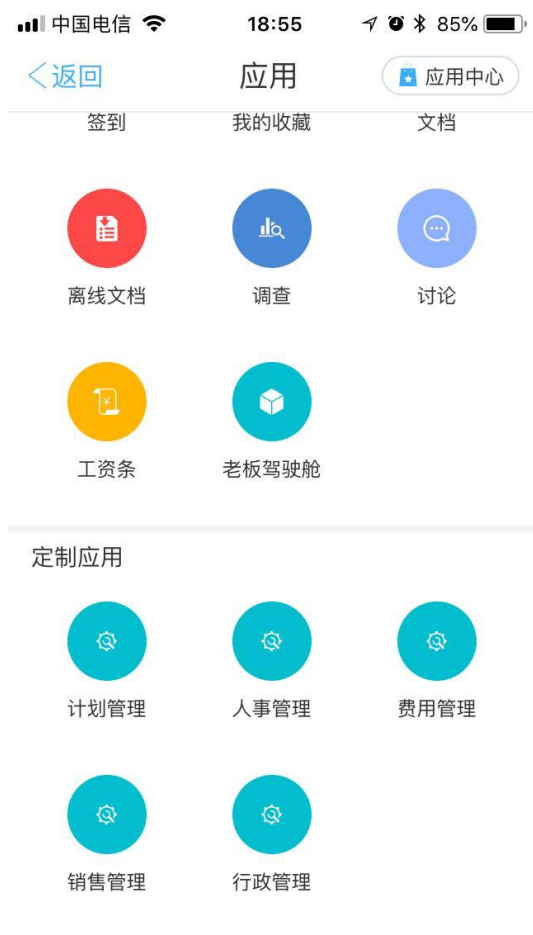 中国电信 18:55 85%
返回 应用 应用中心
签到 我的收藏 文档
离线文档 调查 讨论
工资条 老板驾驶舱
定制应用
计划管理 人事管理 费用管理
销售管理 行政管理